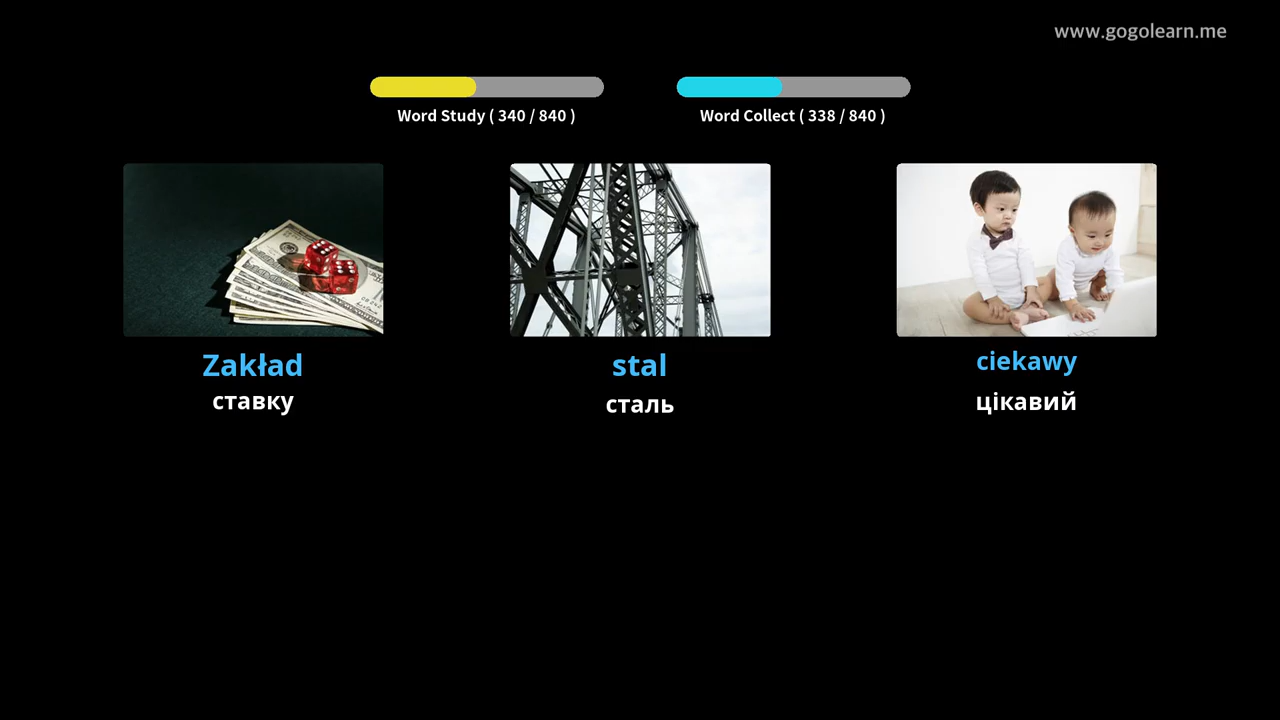 www.gogolearn.me
Word Study ( 340 / 840 )
Word Collect ( 338 / 840 )
Zakład
ставку
stal
сталь
ciekawy
цікавий